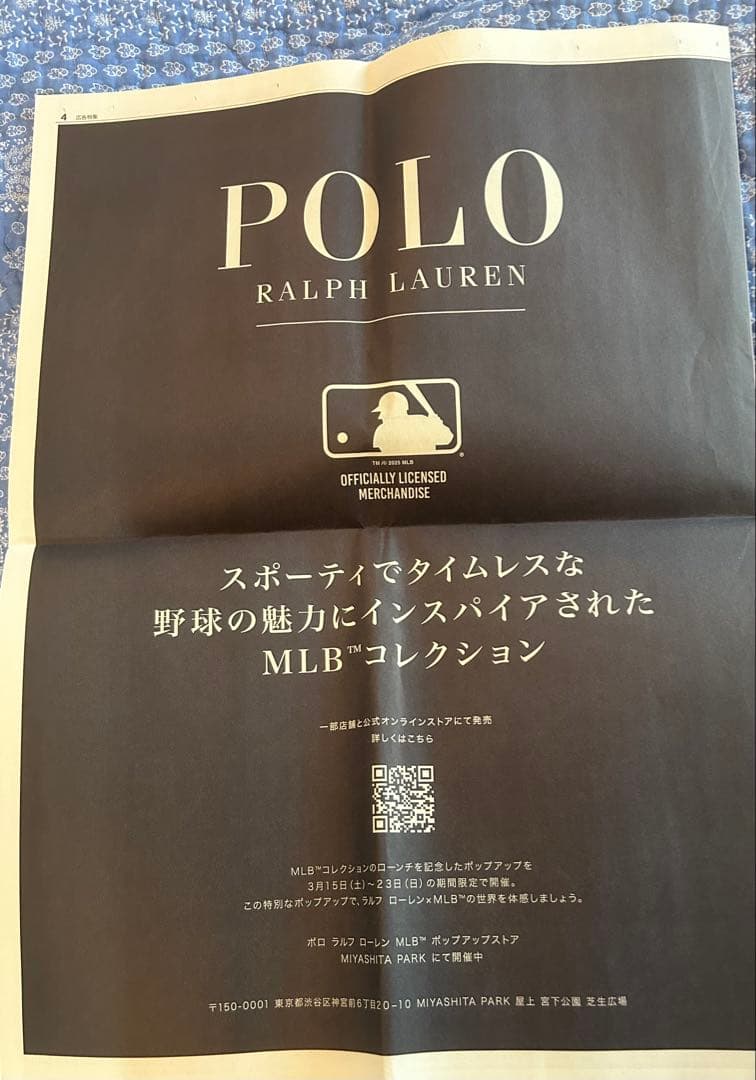 4 広告特集
POLO
RALPH LAUREN
TM/© 2025 MLB
OFFICIALLY LICENSED
MERCHANDISE
スポーティでタイムレスな
野球の魅力にインスパイアされた
MLB™コレクション
一部店舗と公式オンラインストアにて発売
詳しくはこちら
MLB™コレクションのローンチを記念したポップアップを
3月15日(土)〜23日(日)の期間限定で開催。
この特別なポップアップで、ラルフ ローレン×MLB™の世界を体感しましょう。
ポロ ラルフ ローレン MLB™ ポップアップストア
MIYASHITA PARK にて開催中
〒150-0001 東京都渋谷区神宮前6丁目20−10 MIYASHITA PARK 屋上 宮下公園 芝生広場